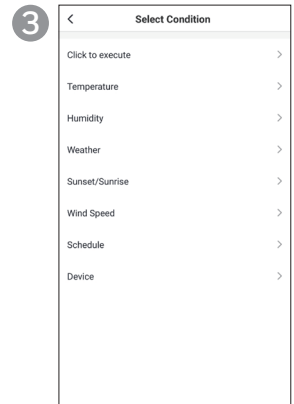 3
Select Condition
Click to execute
Temperature
Humidity
Weather
Sunset/Sunrise
Wind Speed
Schedule
Device